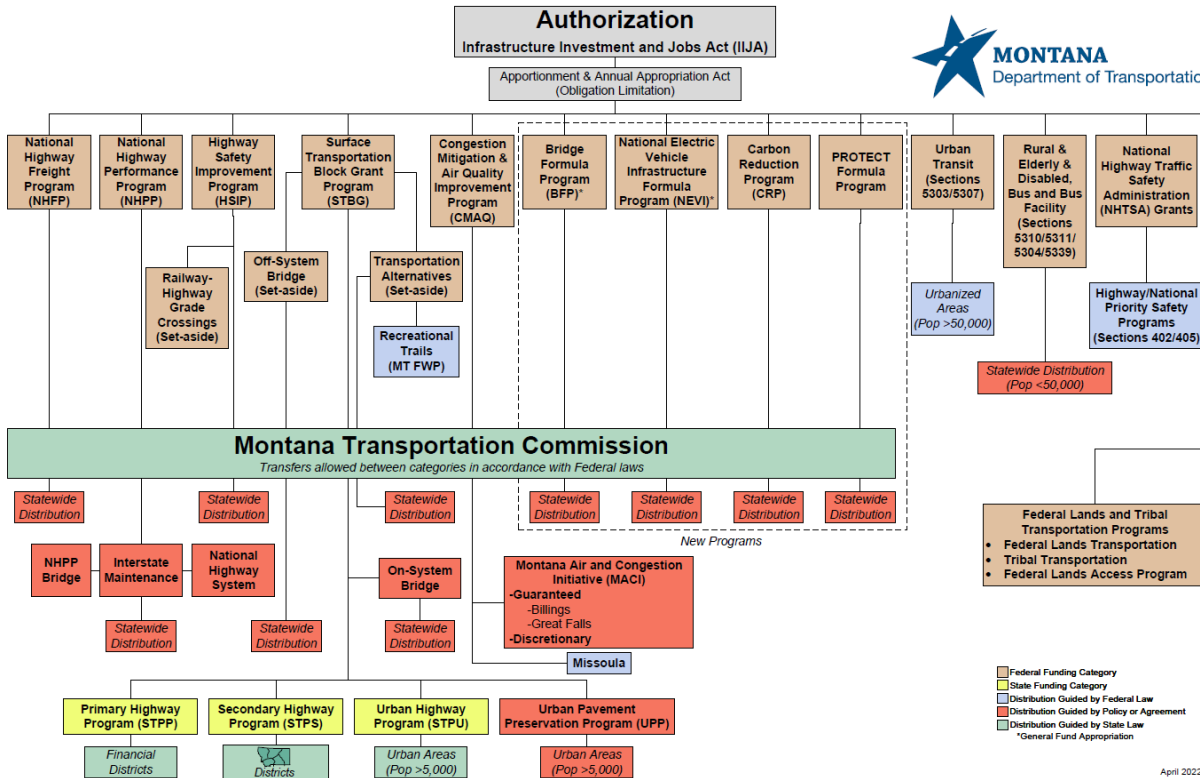 Authorization
Infrastructure Investment and Jobs Act (IIJA)
Apportionment & Annual Appropriation Act
(Obligation Limitation)
MONTANA
Department of Transportatio
National
Highway
Freight
Program
(NHFP)
National
Highway
Performance
Program
(NHPP)
Highway
Safety
Improvement
Program
(HSIP)
Surface
Transportation
Block Grant
Program
(STBG)
Congestion
Mitigation &
Air Quality
Improvement
Program
(CMAQ)
Bridge
Formula
Program
(BFP)*
National Electric
Vehicle
Infrastructure
Formula
Program (NEVI)*
Carbon
Reduction
Program
(CRP)
PROTECT
Formula
Program
Urban
Transit
(Sections
5303/5307)
Rural &
Elderly &
Disabled,
Bus and Bus
Facility
(Sections
5310/5311/
5304/5339)
National
Highway Traffic
Safety
Administration
(NHTSA) Grants
Railway-
Highway
Grade
Crossings
(Set-aside)
Off-System
Bridge
(Set-aside)
Transportation
Alternatives
(Set-aside)
Recreational
Trails
(MT FWP)
Urbanized
Areas
(Pop >50,000)
Highway/National
Priority Safety
Programs
(Sections 402/405)
Statewide Distribution
(Pop <50,000)
Montana Transportation Commission
Transfers allowed between categories in accordance with Federal laws
Statewide
Distribution
Statewide
Distribution
Statewide
Distribution
Statewide
Distribution
Statewide
Distribution
Statewide
Distribution
Statewide
Distribution
New Programs
NHPP
Bridge
Interstate
Maintenance
National
Highway
System
On-System
Bridge
Montana Air and Congestion
Initiative (MACI)
-Guaranteed
-Billings
-Great Falls
-Discretionary
Statewide
Distribution
Statewide
Distribution
Statewide
Distribution
Missoula
Federal Lands and Tribal
Transportation Programs
• Federal Lands Transportation
• Tribal Transportation
• Federal Lands Access Program
Primary Highway
Program (STPP)
Secondary Highway
Program (STPS)
Urban Highway
Program (STPU)
Urban Pavement
Preservation Program (UPP)
Financial
Districts
Districts
Urban Areas
(Pop >5,000)
Urban Areas
(Pop >5,000)
Federal Funding Category
State Funding Category
Distribution Guided by Federal Law
Distribution Guided by Policy or Agreement
Distribution Guided by State Law
*General Fund Appropriation
April 2022